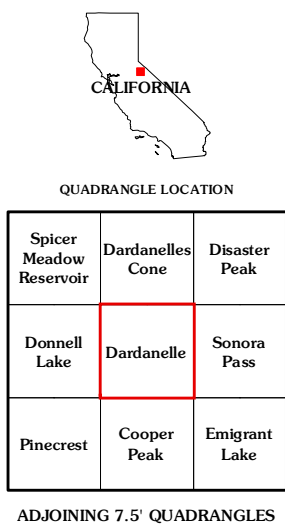 CALIFORNIA
QUADRANGLE LOCATION
Spicer
Meadow
Reservoir
Dardanelles
Cone
Disaster
Peak
Donnell
Lake
Dardanelle
Sonora
Pass
Pinecrest
Cooper
Peak
Emigrant
Lake
ADJOINING 7.5' QUADRANGLES